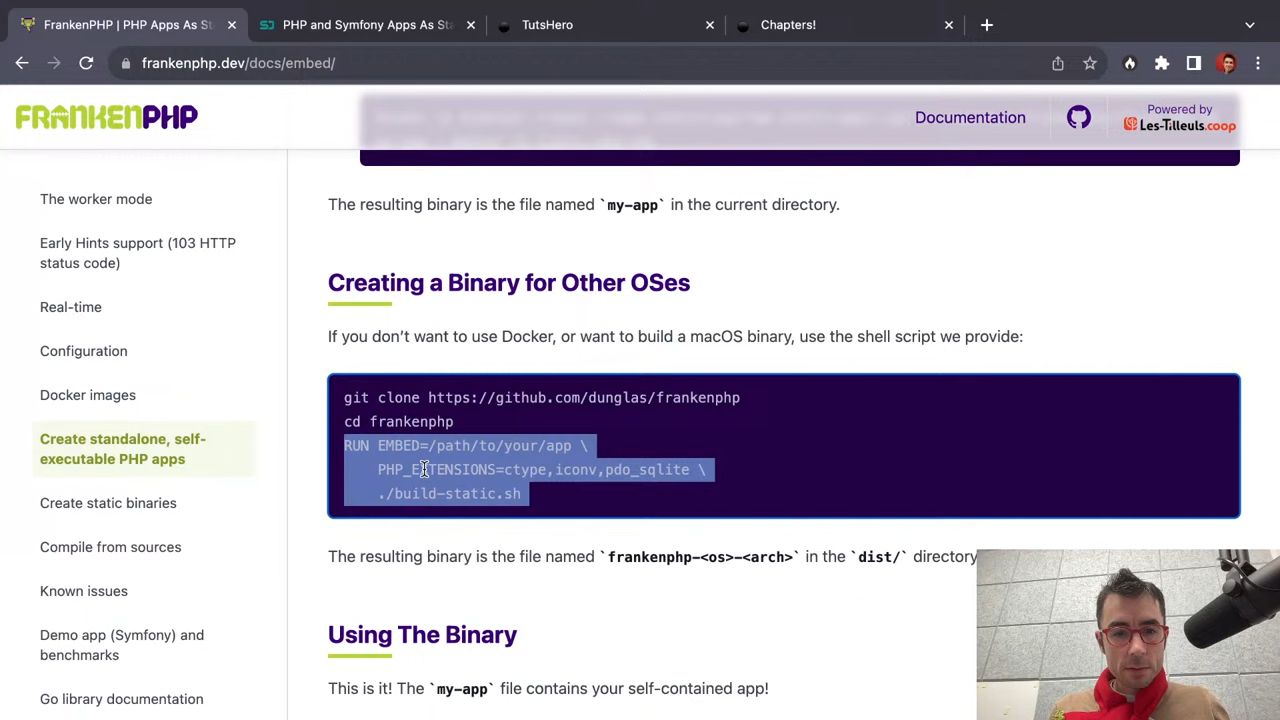 FrankenPHP | PHP Apps As St
PHP and Symfony Apps As Sta
TutsHero
Chapters!
frankenphp.dev/docs/embed/
FRANKENPHP
Documentation
Powered by
Les-Tilleuls.coop
The worker mode
Early Hints support (103 HTTP
status code)
Real-time
Configuration
Docker images
Create standalone, self-
executable PHP apps
Create static binaries
Compile from sources
Known issues
Demo app (Symfony) and
benchmarks
Go library documentation
The resulting binary is the file named `my-app` in the current directory.
Creating a Binary for Other OSes
If you don’t want to use Docker, or want to build a macOS binary, use the shell script we provide:
git clone https://github.com/dunglas/frankenphp
cd frankenphp
RUN EMBED=/path/to/your/app \
PHP_EXTENSIONS=ctype,iconv,pdo_sqlite \
./build-static.sh
The resulting binary is the file named `frankenphp-<os>-<arch>` in the `dist/` directory
Using The Binary
This is it! The `my-app` file contains your self-contained app!